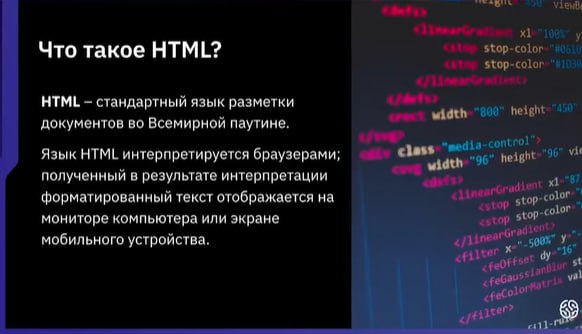 Что такое HTML?
HTML – стандартный язык разметки
документов во Всемирной паутине.
Язык HTML интерпретируется браузерами;
полученный в результате интерпретации
форматированный текст отображается на
мониторе компьютера или экране
мобильного устройства.
<defs>
<linearGradient x1="100%" y
<stop stop-color="#0610
<stop stop-color="#1D30
</linearGradient>
</defs>
<rect width="800" height="450"
</svg>
<div class="media-control">
<svg width="96" height="96" vie
<defs>
<linearGradient x1="87
<stop stop-color=
<stop stop-color="
</linearGradient>
<filter x="-500%" y="-
<feOffset dy="16"
<feGaussianBlur st
<feColorMatrix val
</filter>